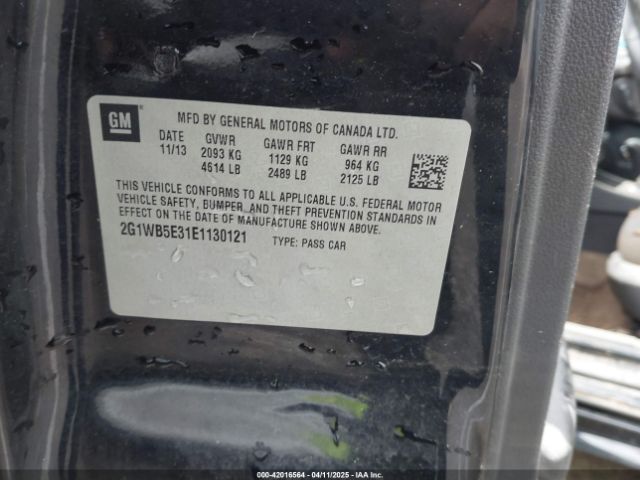 GM
MFD BY GENERAL MOTORS OF CANADA LTD.
DATE GVWR GAWR FRT GAWR RR
11/13 2093 KG 1129 KG 964 KG
4614 LB 2489 LB 2125 LB
THIS VEHICLE CONFORMS TO ALL APPLICABLE U.S. FEDERAL MOTOR
VEHICLE SAFETY, BUMPER, AND THEFT PREVENTION STANDARDS IN
EFFECT ON THE DATE OF MANUFACTURE SHOWN ABOVE.
2G1WB5E31E1130121 TYPE: PASS CAR
000-42016564 - 04/11/2025 - IAAI.COM